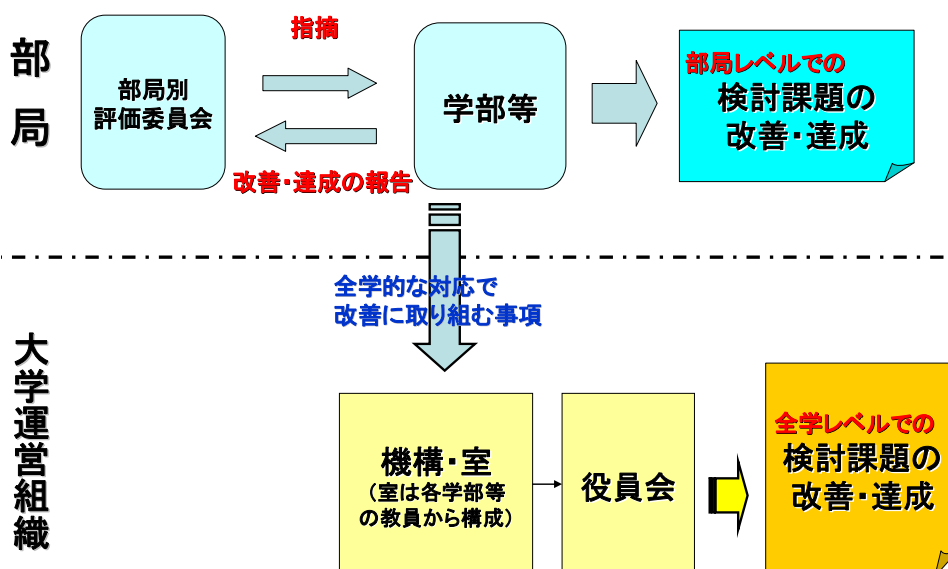 部局
指摘
部局別
評価委員会
学部等
部局レベルでの
検討課題の
改善・達成
改善・達成の報告
全学的な対応で
改善に取り組む事項
大学運営組織
機構・室
（室は各学部等
の教員から構成）
役員会
全学レベルでの
検討課題の
改善・達成